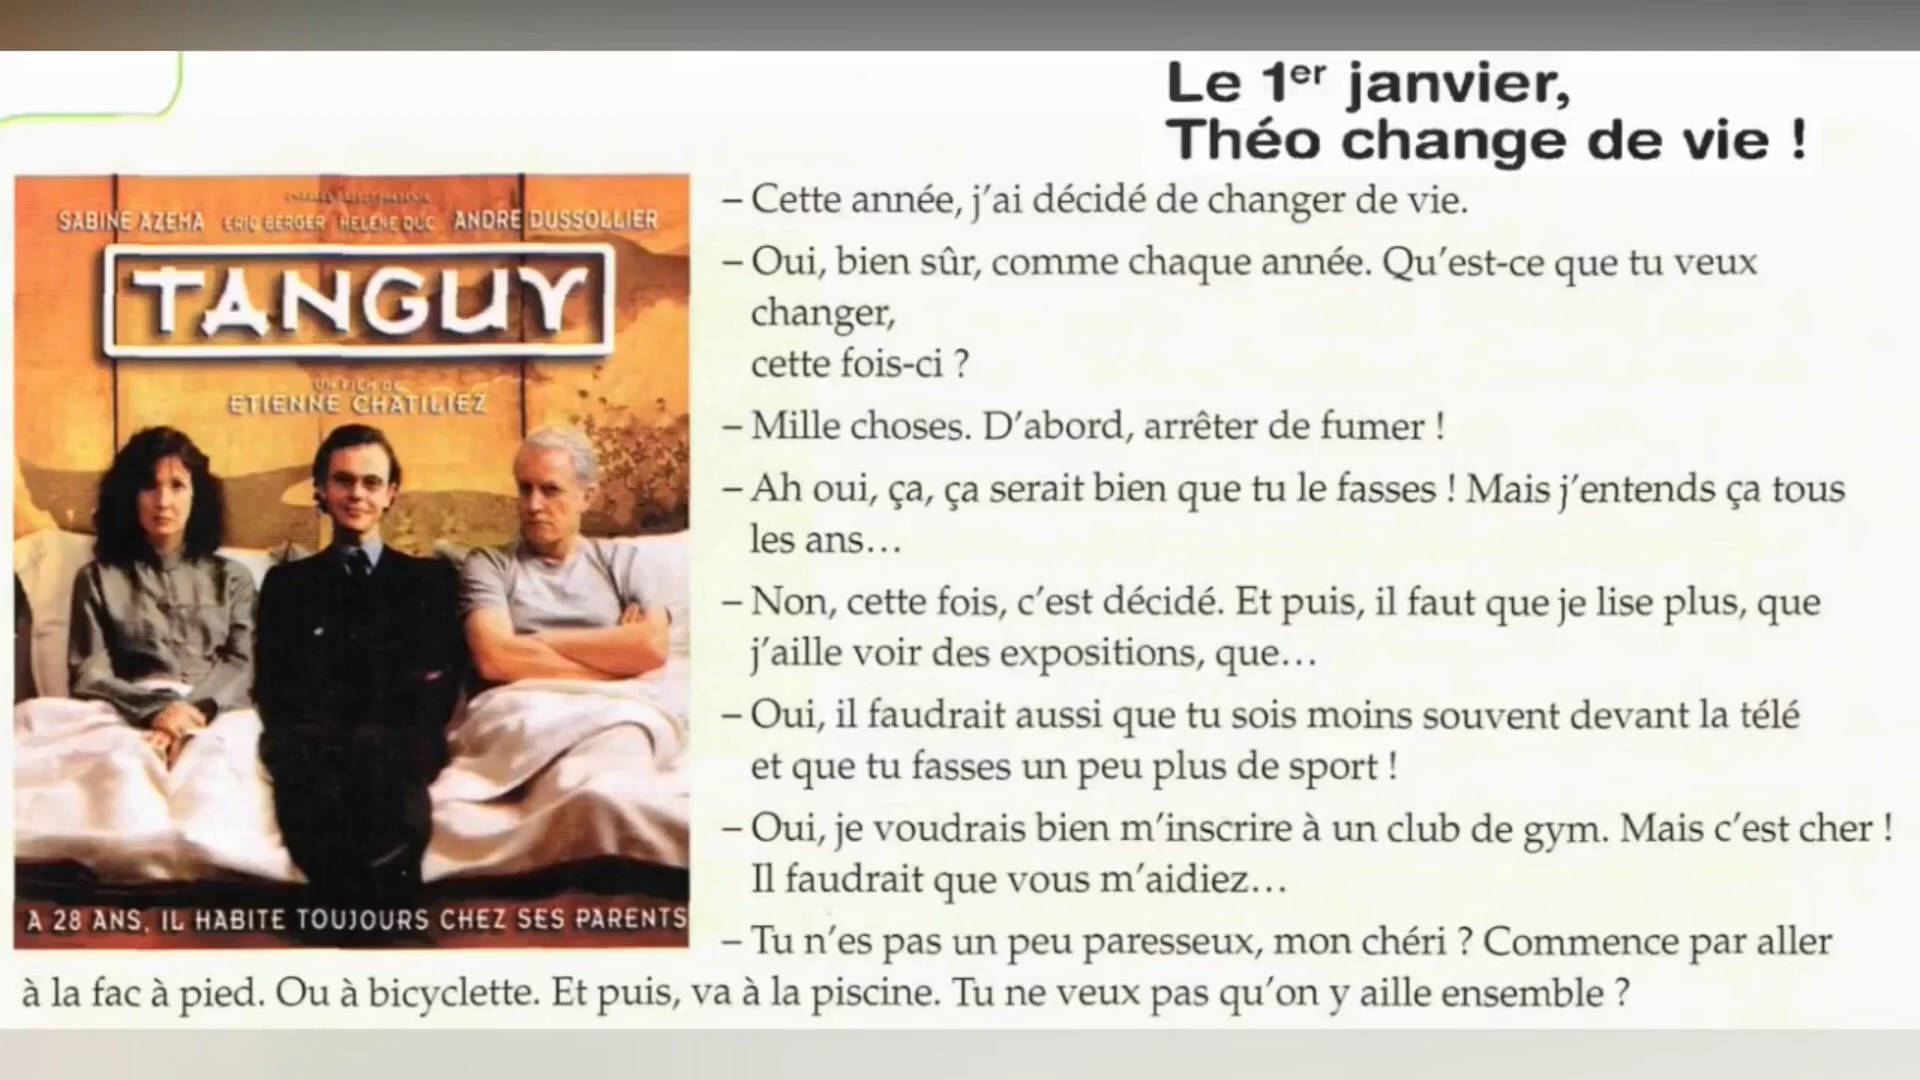 Le 1er janvier,
Théo change de vie !
SABINE AZEMA ERIC BERGER HELENE DUC ANDRE DUSSOLLIER
TANGUY
UN FILM DE
ETIENNE CHATILIEZ
A 28 ANS, IL HABITE TOUJOURS CHEZ SES PARENTS
– Cette année, j'ai décidé de changer de vie.
– Oui, bien sûr, comme chaque année. Qu'est-ce que tu veux
changer,
cette fois-ci ?
– Mille choses. D'abord, arrêter de fumer !
– Ah oui, ça, ça serait bien que tu le fasses ! Mais j'entends ça tous
les ans…
– Non, cette fois, c'est décidé. Et puis, il faut que je lise plus, que
j'aille voir des expositions, que…
– Oui, il faudrait aussi que tu sois moins souvent devant la télé
et que tu fasses un peu plus de sport !
– Oui, je voudrais bien m'inscrire à un club de gym. Mais c'est cher !
Il faudrait que vous m'aidiez…
– Tu n'es pas un peu paresseux, mon chéri ? Commence par aller
à la fac à pied. Ou à bicyclette. Et puis, va à la piscine. Tu ne veux pas qu'on y aille ensemble ?